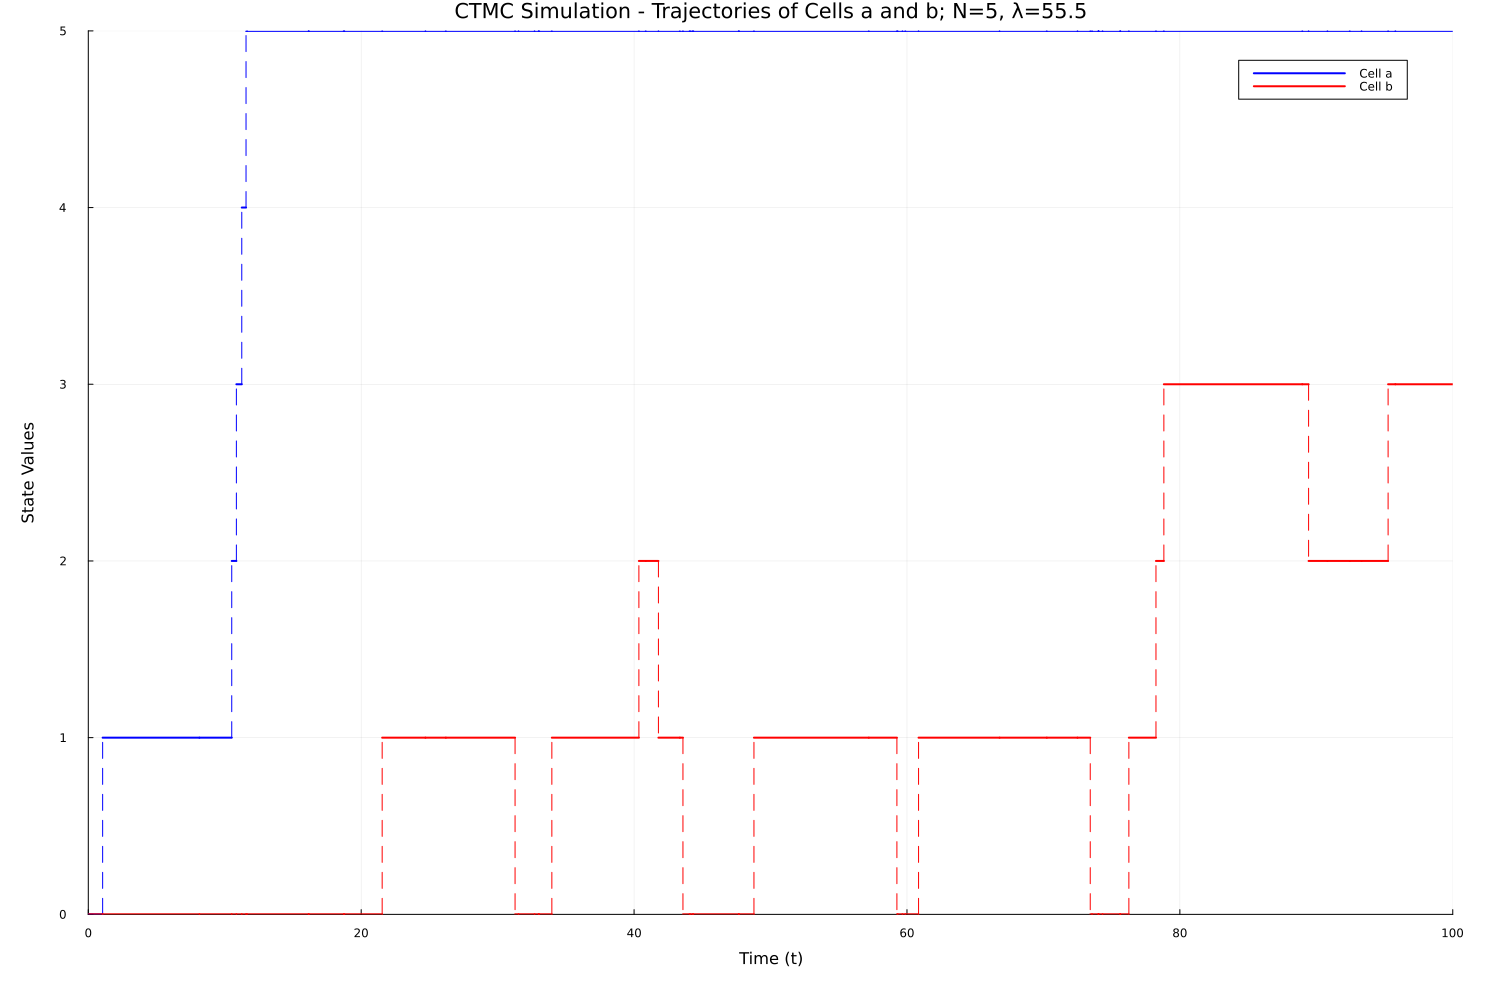 CTMC Simulation - Trajectories of Cells a and b; N=5, λ=55.5
5
Cell a
Cell b
4
3
State Values
2
1
0
0 20 40 60 80 100
Time (t)